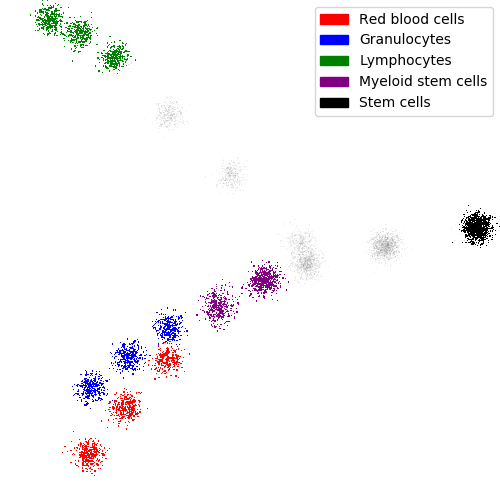 Red blood cells
Granulocytes
Lymphocytes
Myeloid stem cells
Stem cells